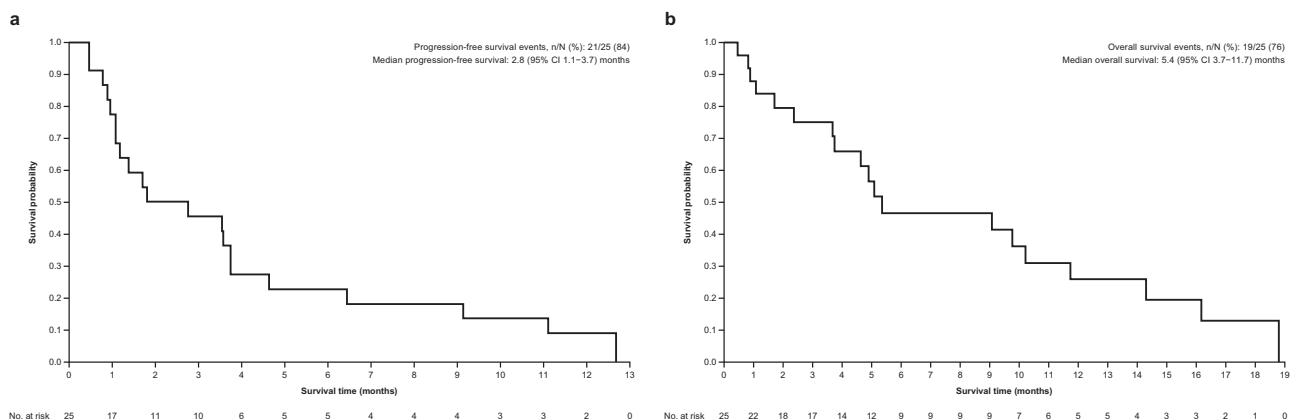 a
Progression-free survival events, n/N (%): 21/25 (84)
Median progression-free survival: 2.8 (95% CI 1.1–3.7) months
Survival probability
1.0
0.9
0.8
0.7
0.6
0.5
0.4
0.3
0.2
0.1
0.0
0 1 2 3 4 5 6 7 8 9 10 11 12 13
Survival time (months)
No. at risk 25 17 11 10 6 5 5 4 4 4 3 3 2 0
b
Overall survival events, n/N (%): 19/25 (76)
Median overall survival: 5.4 (95% CI 3.7–11.7) months
Survival probability
1.0
0.9
0.8
0.7
0.6
0.5
0.4
0.3
0.2
0.1
0.0
0 1 2 3 4 5 6 7 8 9 10 11 12 13 14 15 16 17 18 19
Survival time (months)
No. at risk 25 22 18 17 14 12 9 9 9 9 7 6 5 5 4 3 3 2 1 0